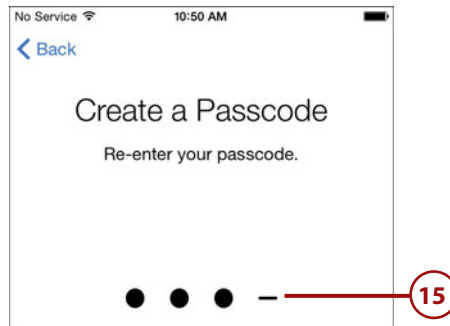 No Service 10:50 AM
Back
Create a Passcode
Re-enter your passcode.
15